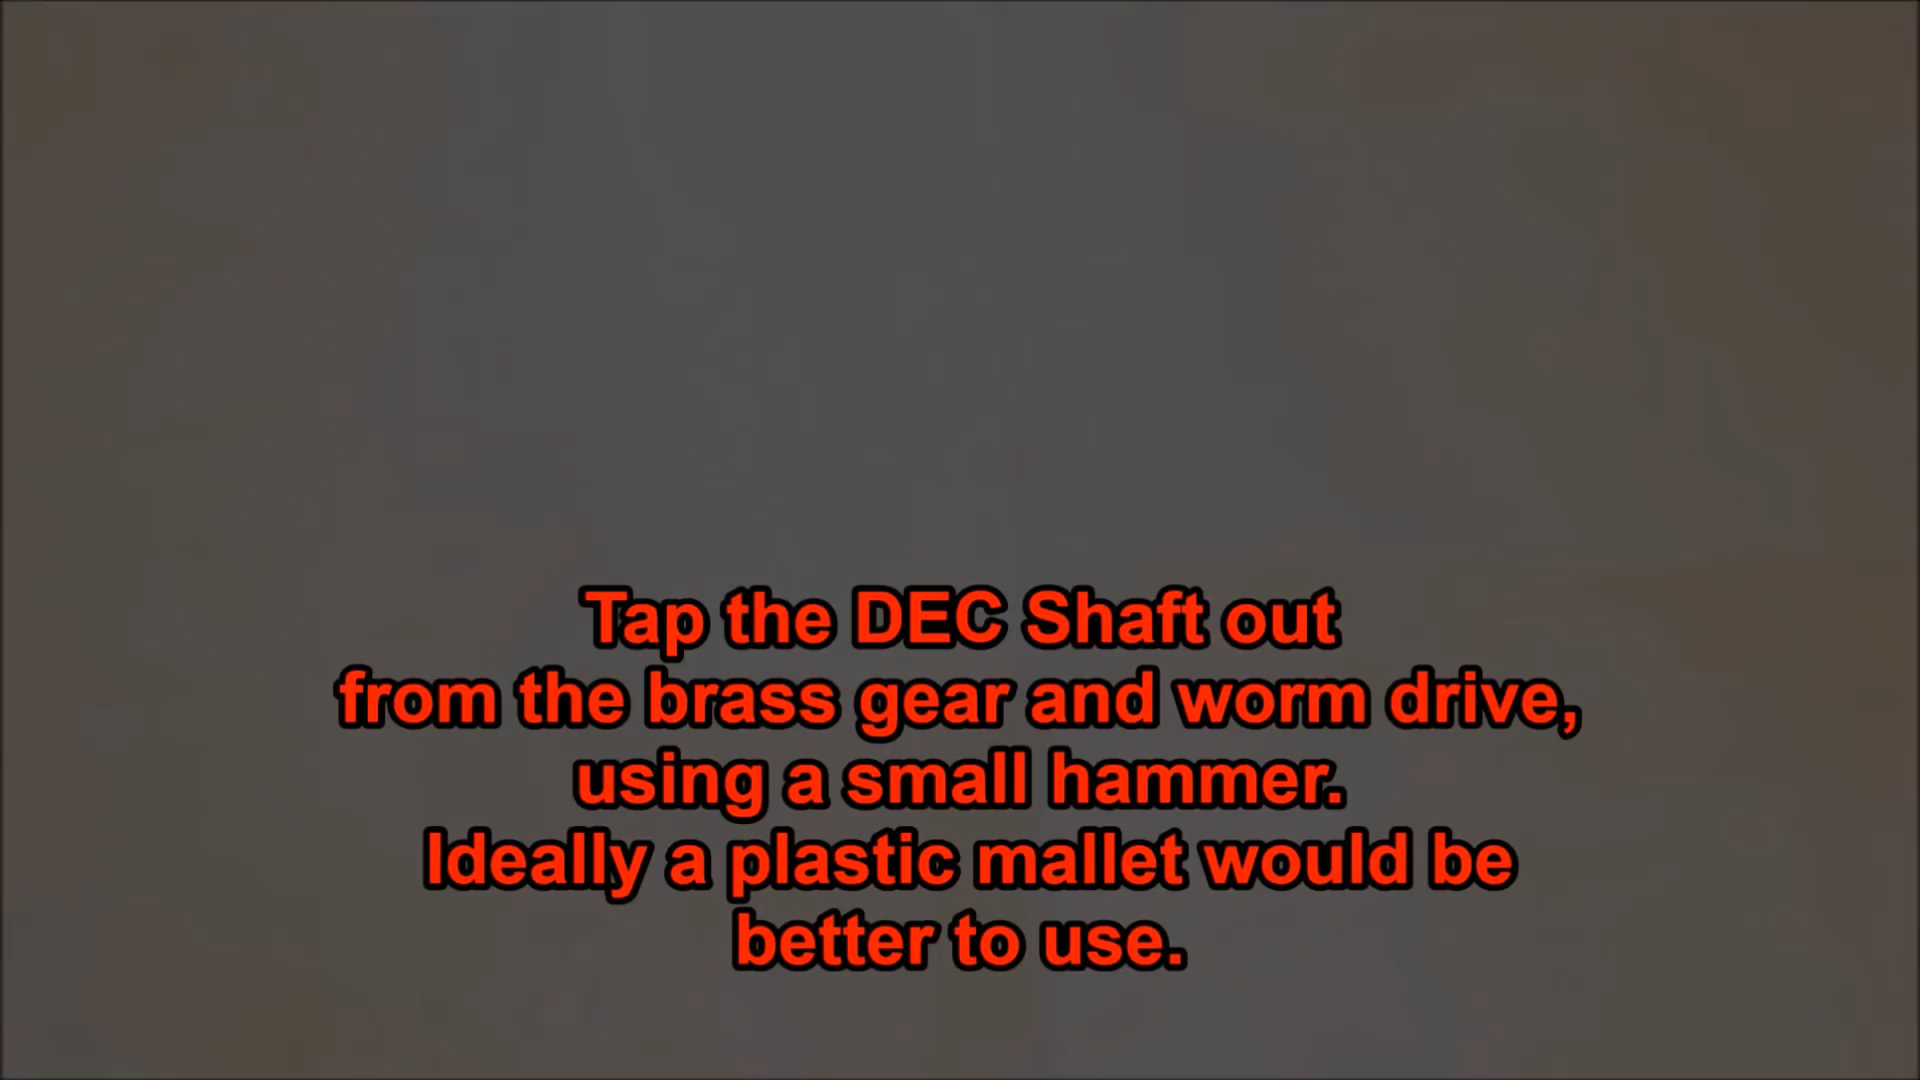 Tap the DEC Shaft out
from the brass gear and worm drive,
using a small hammer.
Ideally a plastic mallet would be
better to use.